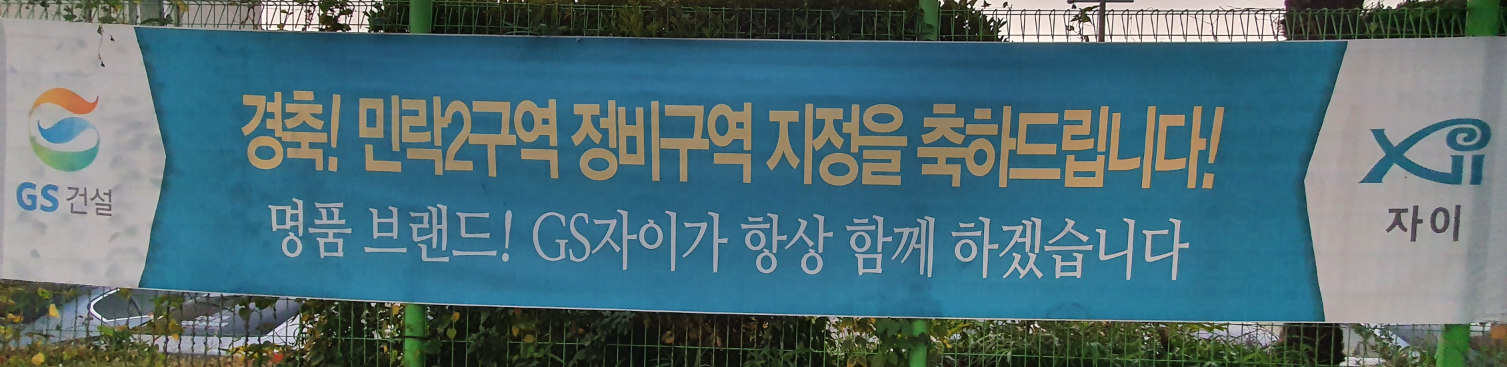 경축! 민락2구역 정비구역 지정을 축하드립니다!
명품 브랜드! GS자이가 항상 함께 하겠습니다
GS 건설
Xi
자이